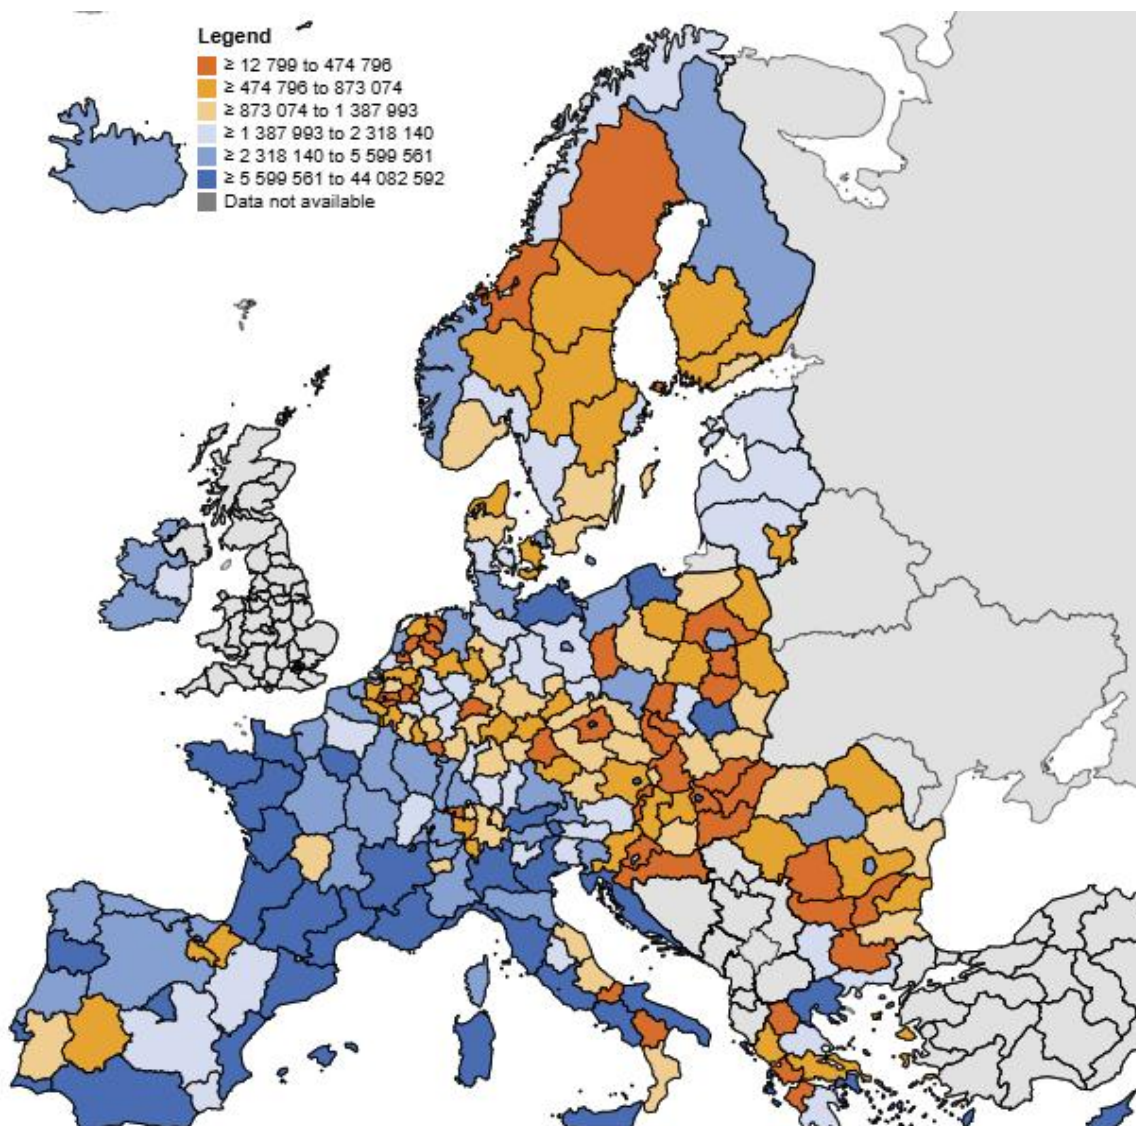 Legend
≥ 12 799 to 474 796
≥ 474 796 to 873 074
≥ 873 074 to 1 387 993
≥ 1 387 993 to 2 318 140
≥ 2 318 140 to 5 599 561
≥ 5 599 561 to 44 082 592
Data not available